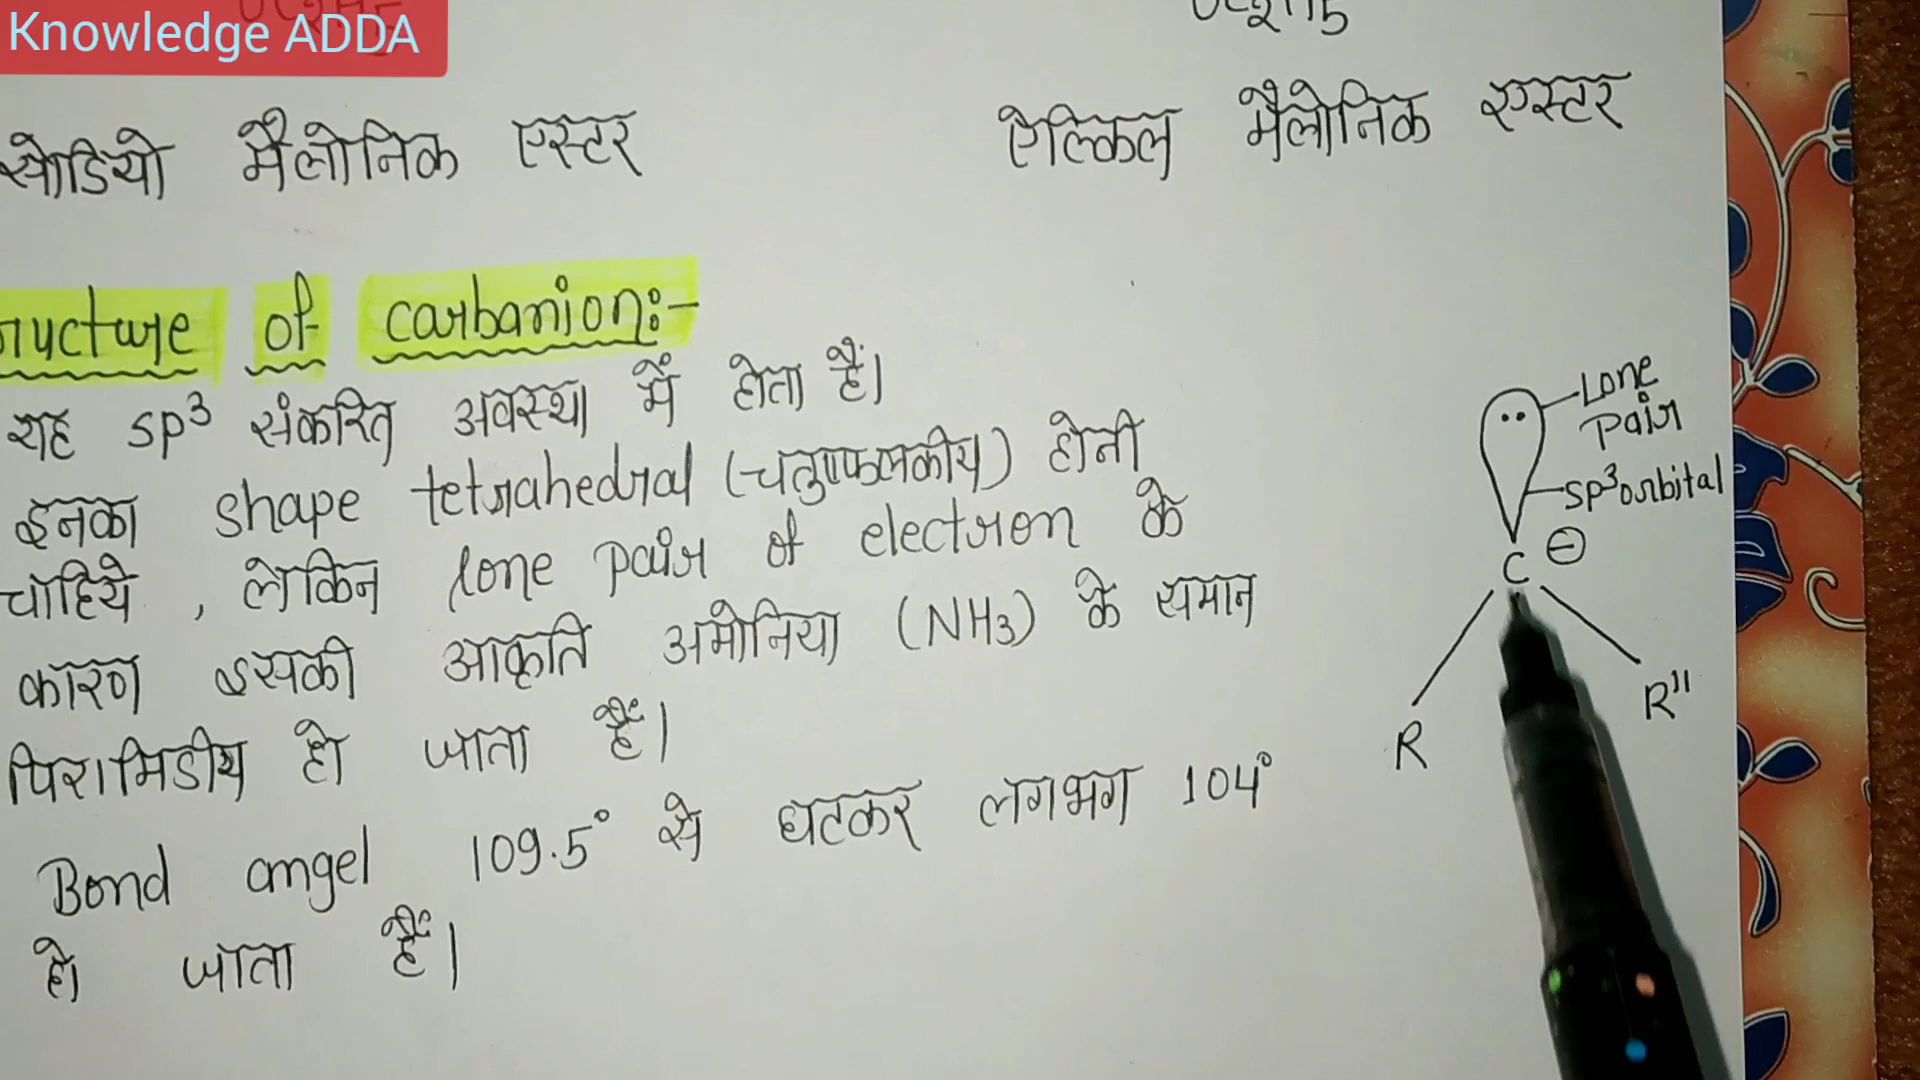 Knowledge ADDA
सोडियो मैलोनिक एस्टर
ऐल्किल मैलोनिक एस्टर
ructure of carbanion:-
यह sp³ संकरित अवस्था में होता हैं।
इनका shape tetrahedral (चतुष्फलकीय) होनी
चाहिये , लेकिन lone pair of electron के
कारण इसकी आकृति अमोनिया (NH₃) के समान
पिरामिडीय हो जाता हैं।
Bond angel 109.5° से घटकर लगभग 104°
हो जाता हैं।
Lone
pair
sp³orbital
C ⊖
R
R"